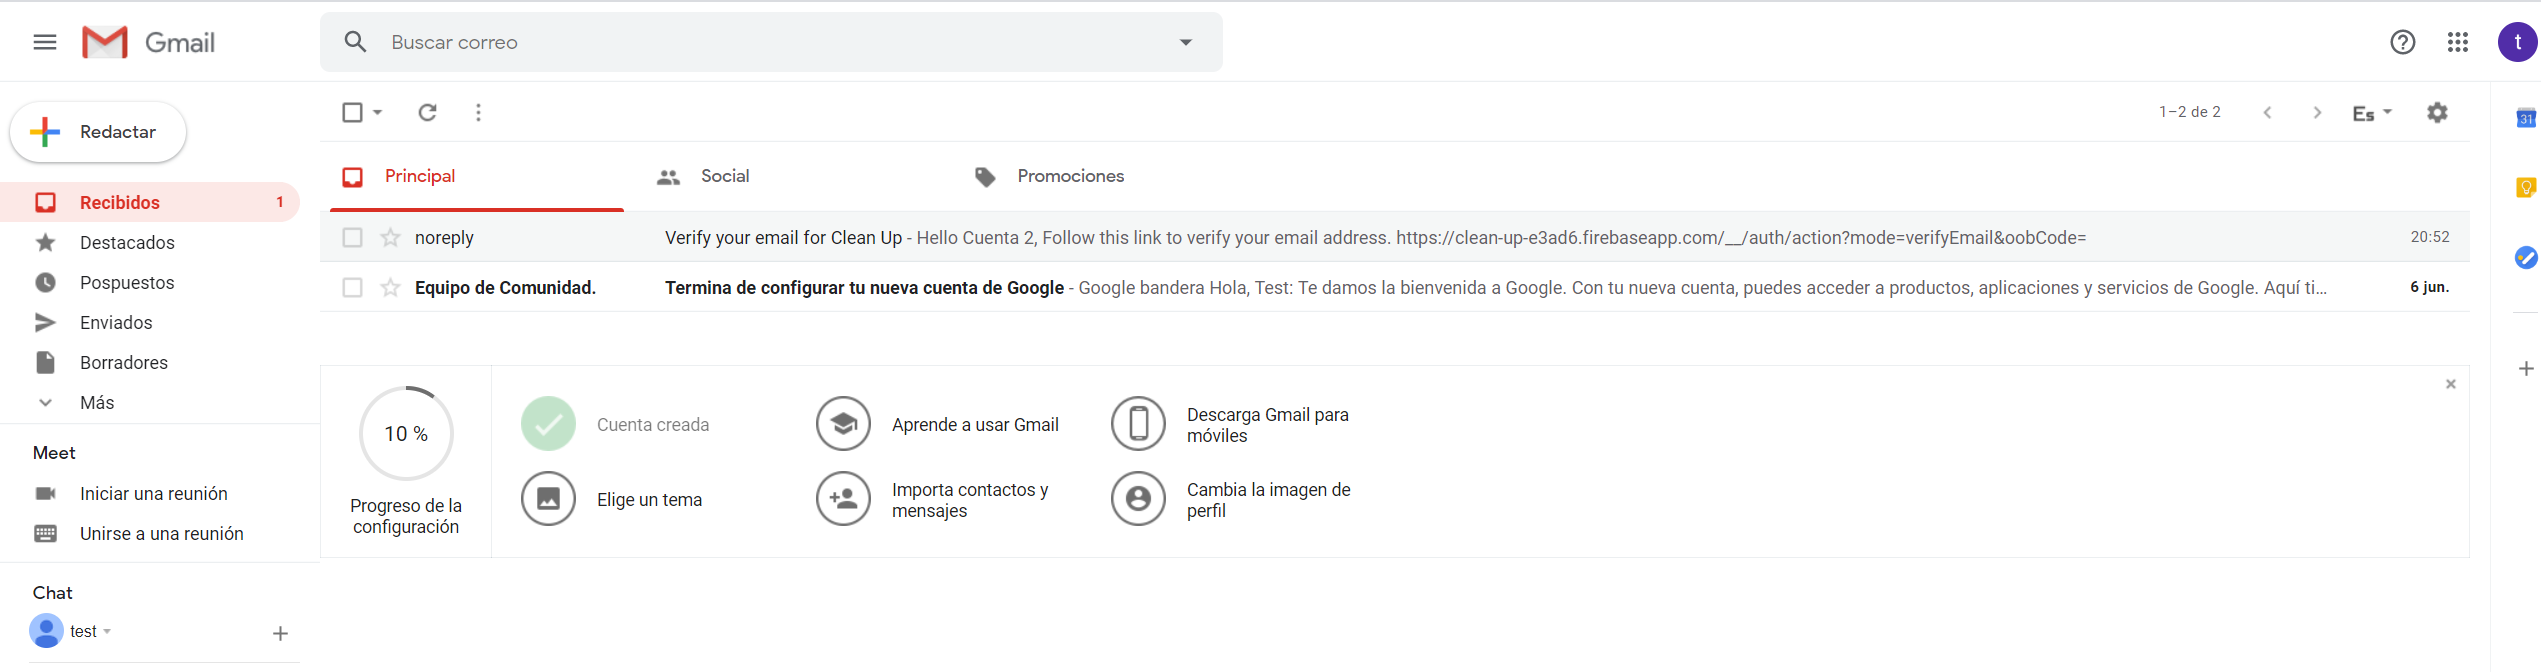 Gmail
Buscar correo
t
Redactar
1–2 de 2
Es
31
Principal
Social
Promociones
Recibidos 1
Destacados
Pospuestos
Enviados
Borradores
Más
noreply Verify your email for Clean Up - Hello Cuenta 2, Follow this link to verify your email address. https://clean-up-e3ad6.firebaseapp.com/__/auth/action?mode=verifyEmail&oobCode= 20:52
Equipo de Comunidad. Termina de configurar tu nueva cuenta de Google - Google bandera Hola, Test: Te damos la bienvenida a Google. Con tu nueva cuenta, puedes acceder a productos, aplicaciones y servicios de Google. Aquí ti… 6 jun.
10 %
Progreso de la
configuración
Cuenta creada
Aprende a usar Gmail
Descarga Gmail para
móviles
Elige un tema
Importa contactos y
mensajes
Cambia la imagen de
perfil
Meet
Iniciar una reunión
Unirse a una reunión
Chat
test